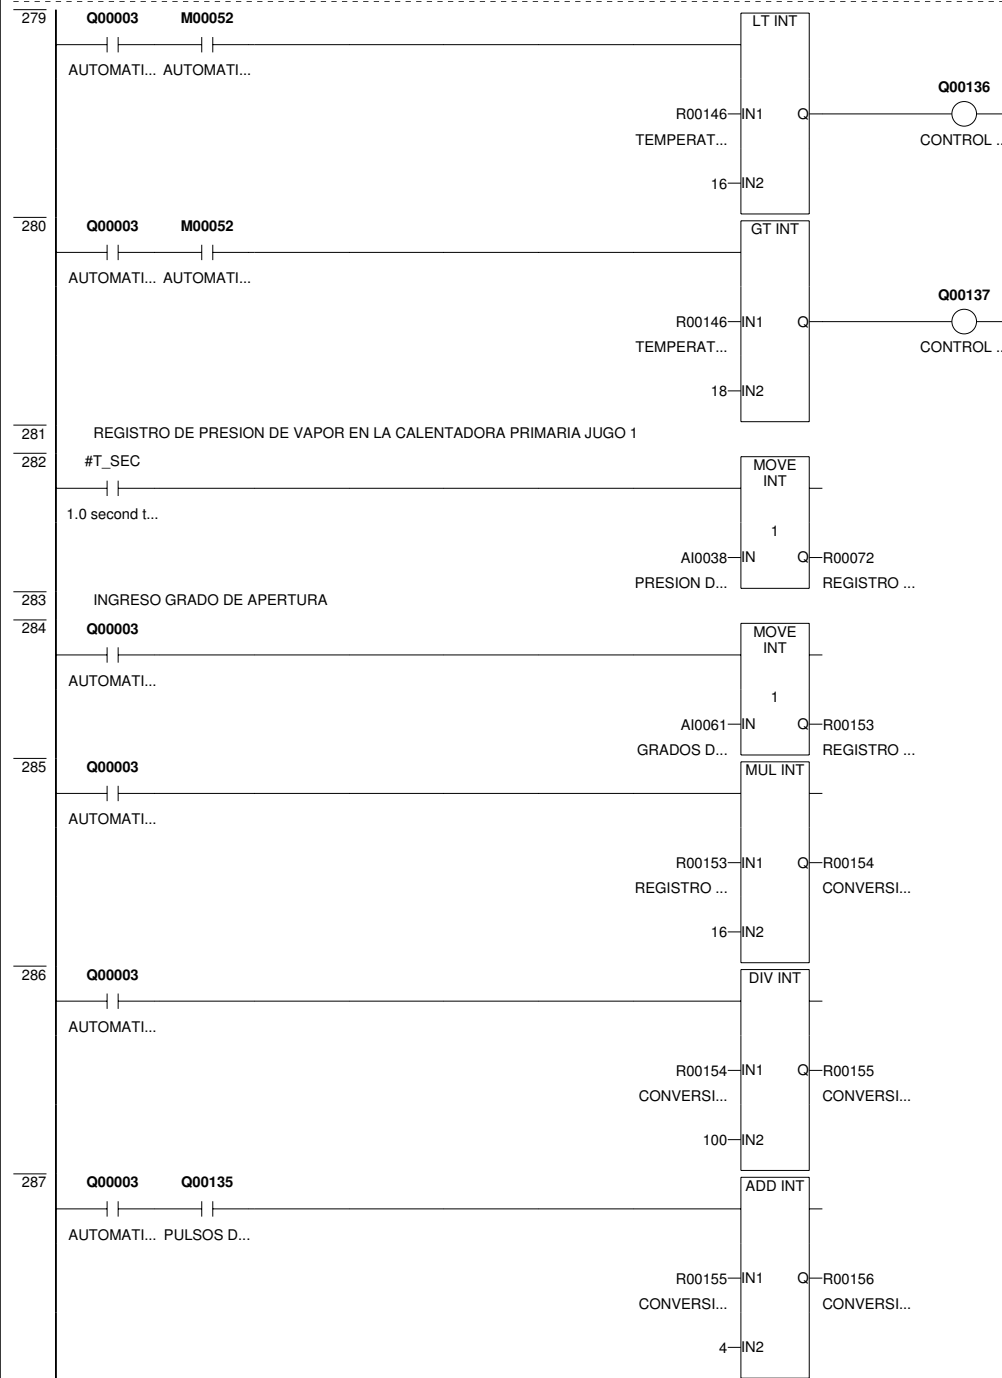 279 Q00003 M00052 LT INT
AUTOMATI... AUTOMATI...
Q00136
R00146 IN1 Q
TEMPERAT... CONTROL ..
16 IN2
280 Q00003 M00052 GT INT
AUTOMATI... AUTOMATI...
Q00137
R00146 IN1 Q
TEMPERAT... CONTROL ..
18 IN2
281 REGISTRO DE PRESION DE VAPOR EN LA CALENTADORA PRIMARIA JUGO 1
282 #T_SEC MOVE
INT
1.0 second t...
1
AI0038 IN Q R00072
PRESION D... REGISTRO ...
283 INGRESO GRADO DE APERTURA
284 Q00003 MOVE
INT
AUTOMATI...
1
AI0061 IN Q R00153
GRADOS D... REGISTRO ...
285 Q00003 MUL INT
AUTOMATI...
R00153 IN1 Q R00154
REGISTRO ... CONVERSI...
16 IN2
286 Q00003 DIV INT
AUTOMATI...
R00154 IN1 Q R00155
CONVERSI... CONVERSI...
100 IN2
287 Q00003 Q00135 ADD INT
AUTOMATI... PULSOS D...
R00155 IN1 Q R00156
CONVERSI... CONVERSI...
4 IN2